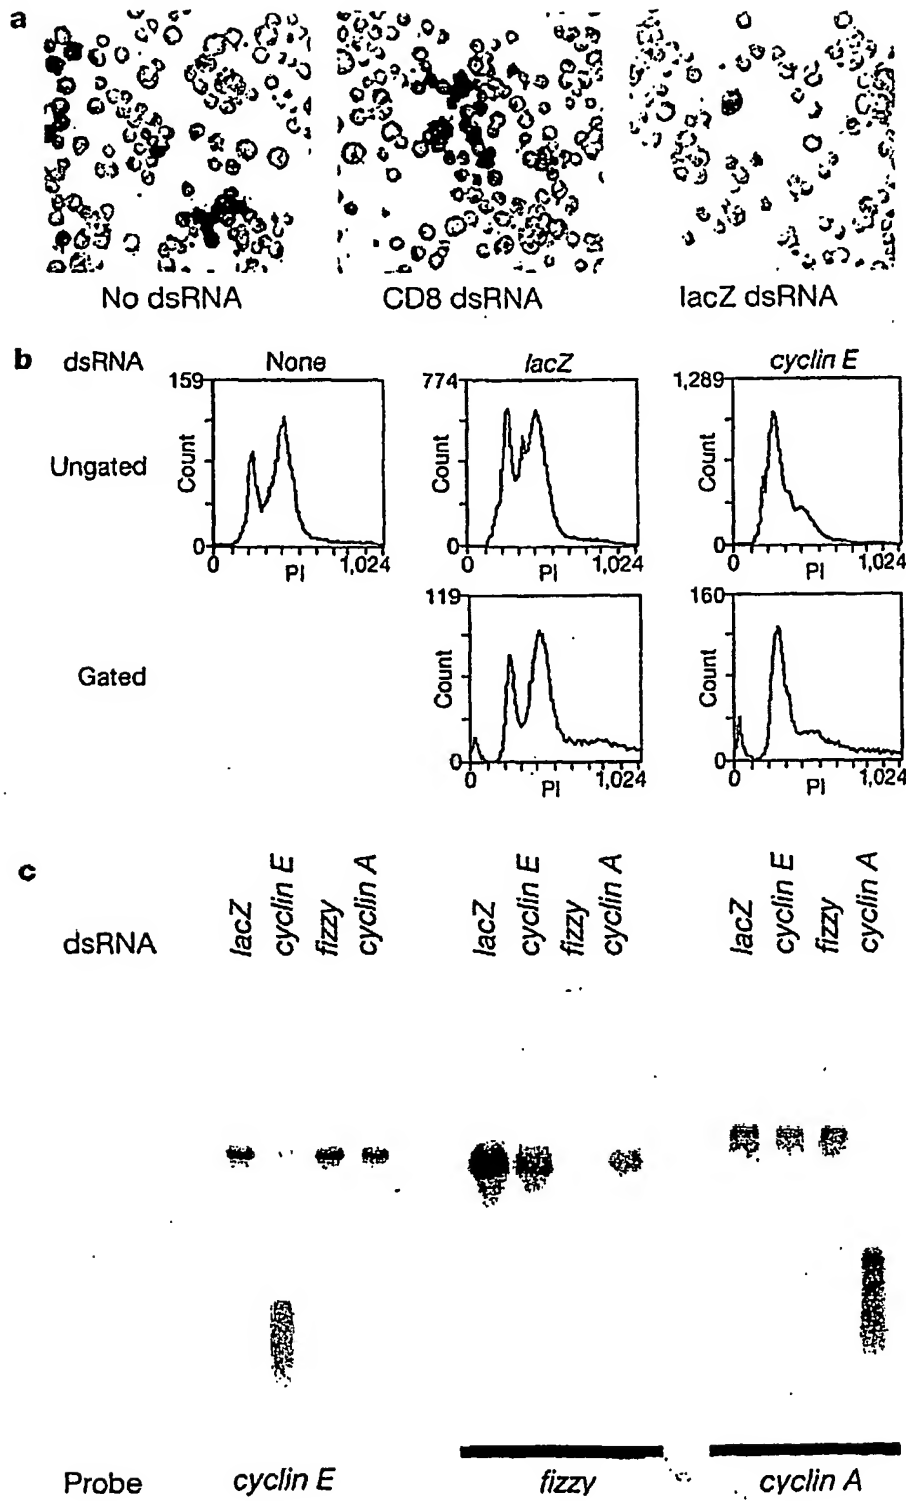 a
No dsRNA CD8 dsRNA lacZ dsRNA
b dsRNA None lacZ cyclin E
159 774 1,289
Ungated Count Count Count
0 0 0
0 PI 1,024 0 PI 1,024 0 PI 1,024
119 160
Gated Count Count
0 0
0 PI 1,024 0 PI 1,024
c
dsRNA lacZ cyclin E fizzy cyclin A lacZ cyclin E fizzy cyclin A lacZ cyclin E fizzy cyclin A
Probe cyclin E fizzy cyclin A